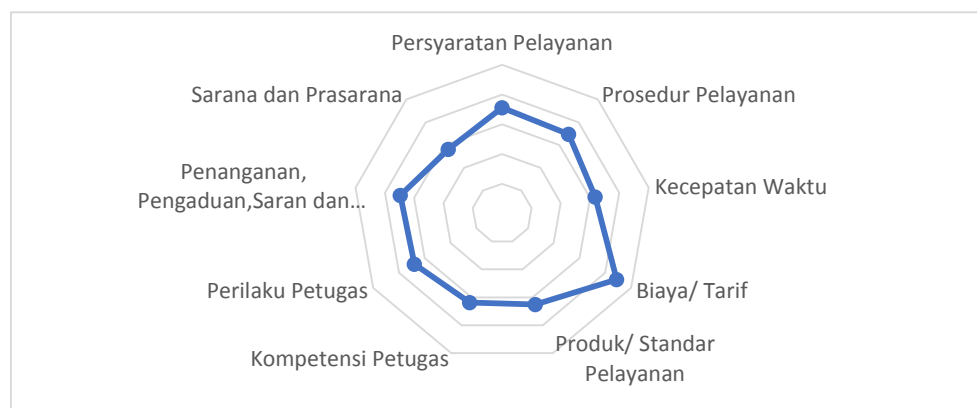 Persyaratan Pelayanan
Prosedur Pelayanan
Kecepatan Waktu
Biaya/ Tarif
Produk/ Standar
Pelayanan
Kompetensi Petugas
Perilaku Petugas
Penanganan,
Pengaduan,Saran dan…
Sarana dan Prasarana